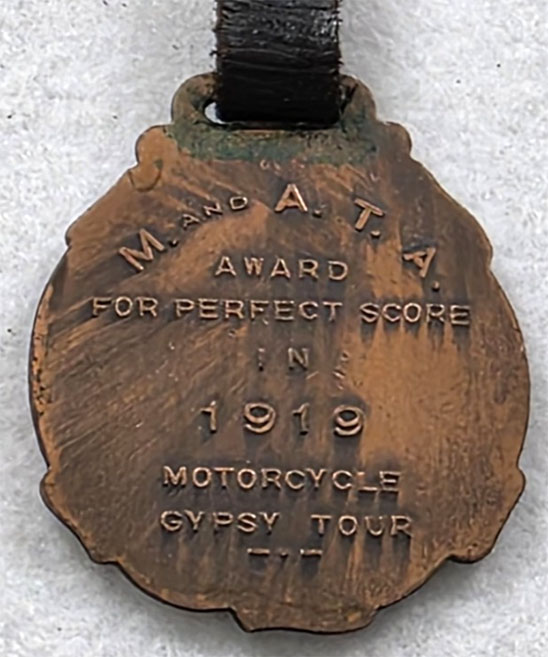 M. AND A. T. A.
AWARD
FOR PERFECT SCORE
IN
1919
MOTORCYCLE
GYPSY TOUR